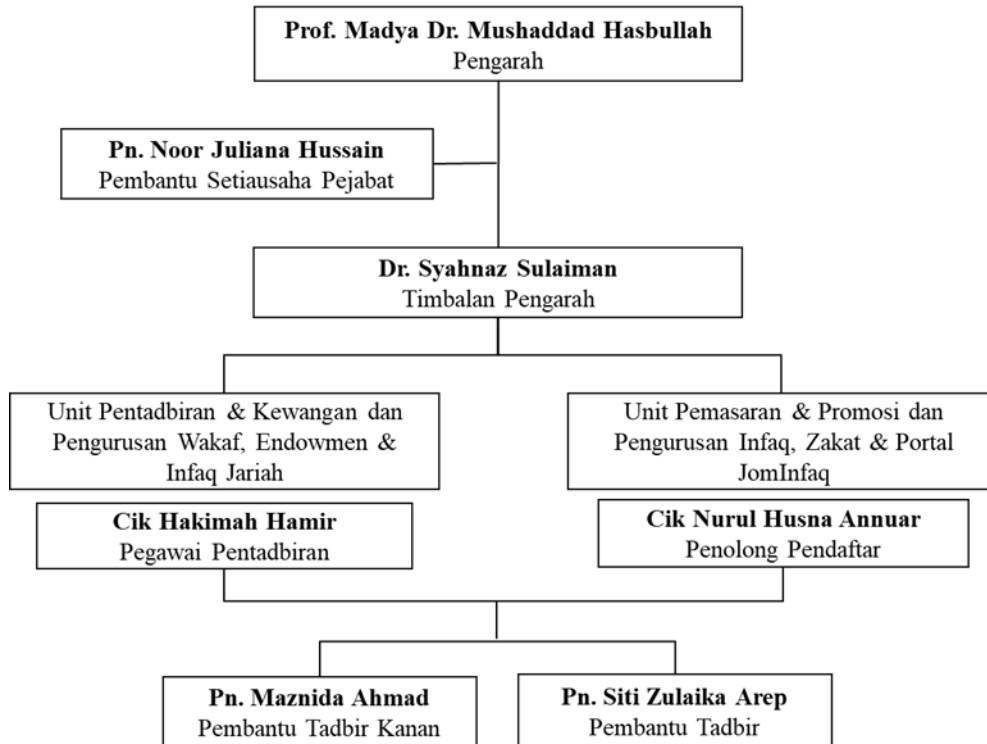 Prof. Madya Dr. Mushaddad Hasbullah
Pengarah
Pn. Noor Juliana Hussain
Pembantu Setiausaha Pejabat
Dr. Syahnaz Sulaiman
Timbalan Pengarah
Unit Pentadbiran & Kewangan dan
Pengurusan Wakaf, Endowmen &
Infaq Jariah
Cik Hakimah Hamir
Pegawai Pentadbiran
Unit Pemasaran & Promosi dan
Pengurusan Infaq, Zakat & Portal
JomInfaq
Cik Nurul Husna Annuar
Penolong Pendaftar
Pn. Maznida Ahmad
Pembantu Tadbir Kanan
Pn. Siti Zulaika Arep
Pembantu Tadbir